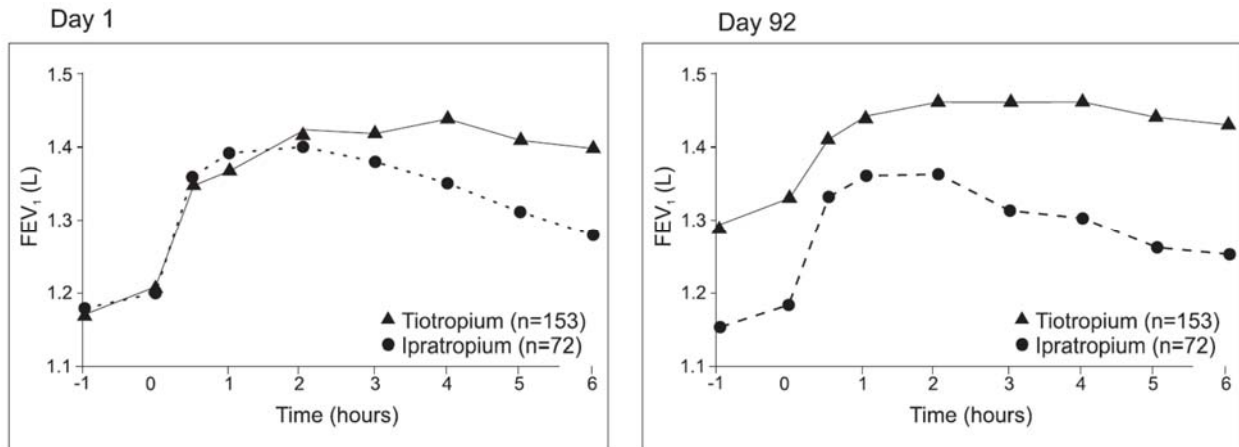 Day 1
FEV₁ (L)
1.5
1.4
1.3
1.2
1.1
▲ Tiotropium (n=153)
● Ipratropium (n=72)
-1 0 1 2 3 4 5 6
Time (hours)
Day 92
FEV₁ (L)
1.5
1.4
1.3
1.2
1.1
▲ Tiotropium (n=153)
● Ipratropium (n=72)
-1 0 1 2 3 4 5 6
Time (hours)